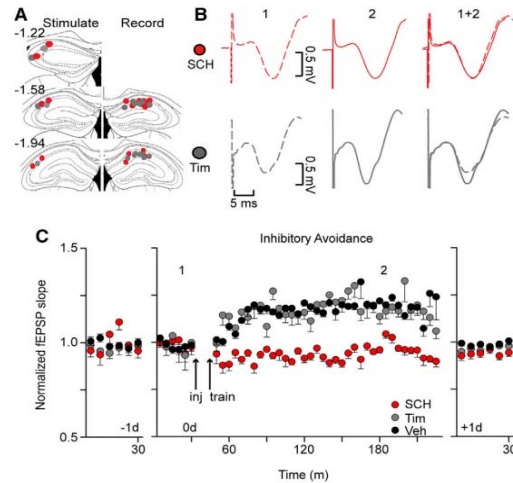 A
Stimulate Record
-1.22
-1.58
-1.94
B
1 2 1+2
SCH
0.5 mV
Tim
0.5 mV
5 ms
C
Inhibitory Avoidance
Normalized fEPSP slope
1.5
1.0
0.5
1 2
inj train
SCH
Tim
Veh
-1d 0d +1d
30 60 120 180 30
Time (m)